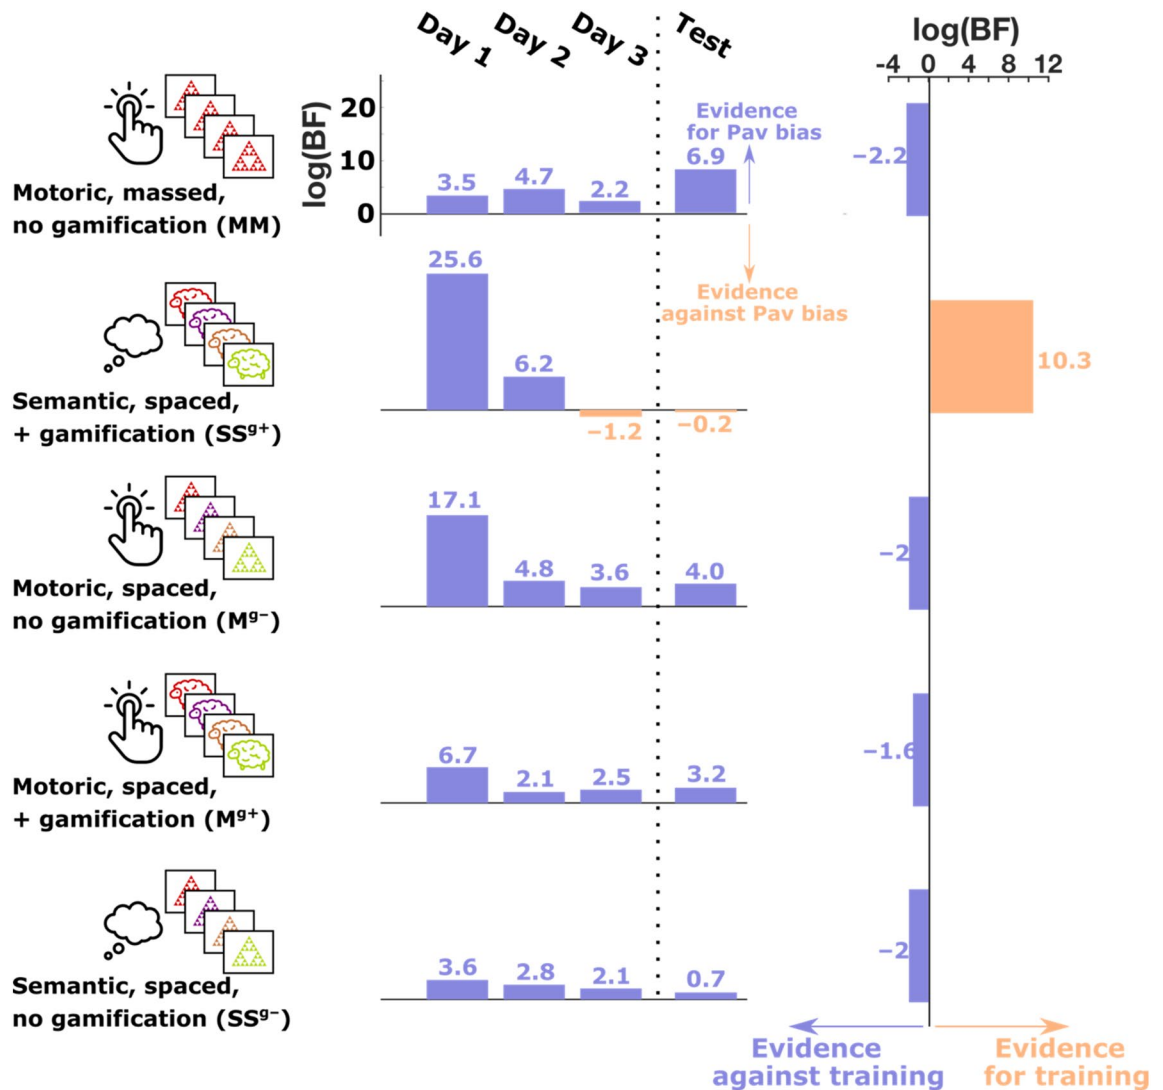 Day 1 Day 2 Day 3 Test
log(BF)
-4 0 4 8 12
log(BF)
20
10
0
Evidence
for Pav bias
3.5 4.7 2.2 6.9
−2.2
Motoric, massed,
no gamification (MM)
Evidence
against Pav bias
25.6
6.2
−1.2 −0.2
10.3
Semantic, spaced,
+ gamification (SSg+)
17.1
4.8 3.6 4.0
−2
Motoric, spaced,
no gamification (Mg−)
6.7
2.1 2.5 3.2
−1.6
Motoric, spaced,
+ gamification (Mg+)
3.6 2.8 2.1 0.7
−2
Semantic, spaced,
no gamification (SSg−)
Evidence
against training
Evidence
for training